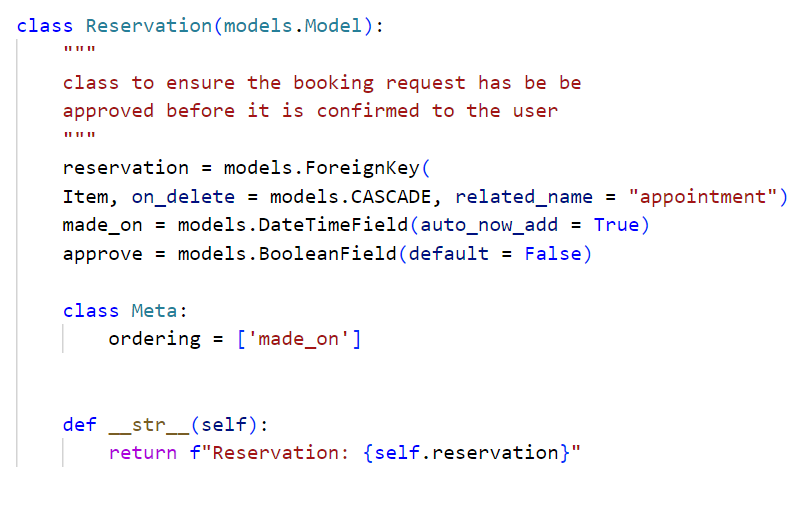 class Reservation(models.Model):
    """
    class to ensure the booking request has be be
    approved before it is confirmed to the user
    """
    reservation = models.ForeignKey(
    Item, on_delete = models.CASCADE, related_name = "appointment")
    made_on = models.DateTimeField(auto_now_add = True)
    approve = models.BooleanField(default = False)

    class Meta:
        ordering = ['made_on']


    def __str__(self):
        return f"Reservation: {self.reservation}"